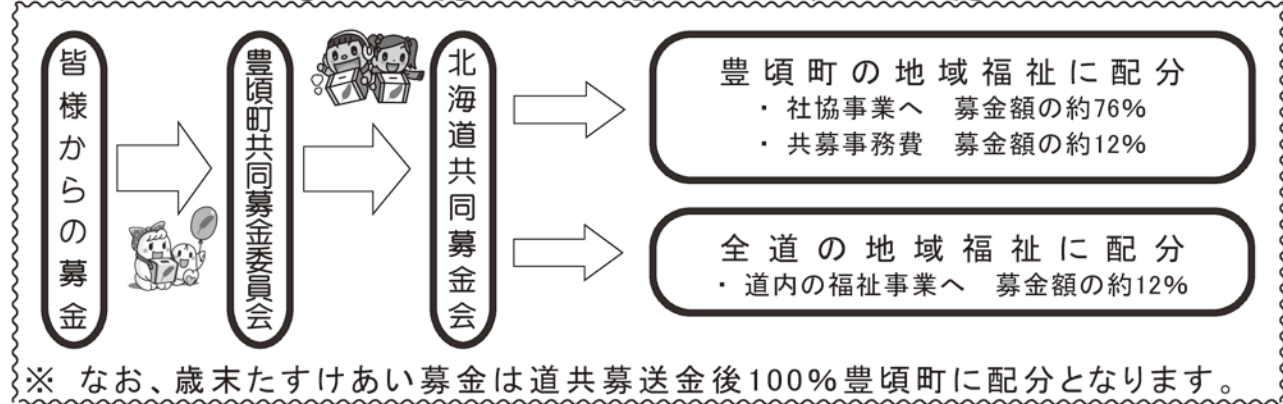 皆様からの募金
豊頃町共同募金委員会
北海道共同募金会
豊頃町の地域福祉に配分
・ 社協事業へ 募金額の約76%
・ 共募事務費 募金額の約12%
全道の地域福祉に配分
・ 道内の福祉事業へ 募金額の約12%
※ なお、歳末たすけあい募金は道共募送金後100%豊頃町に配分となります。